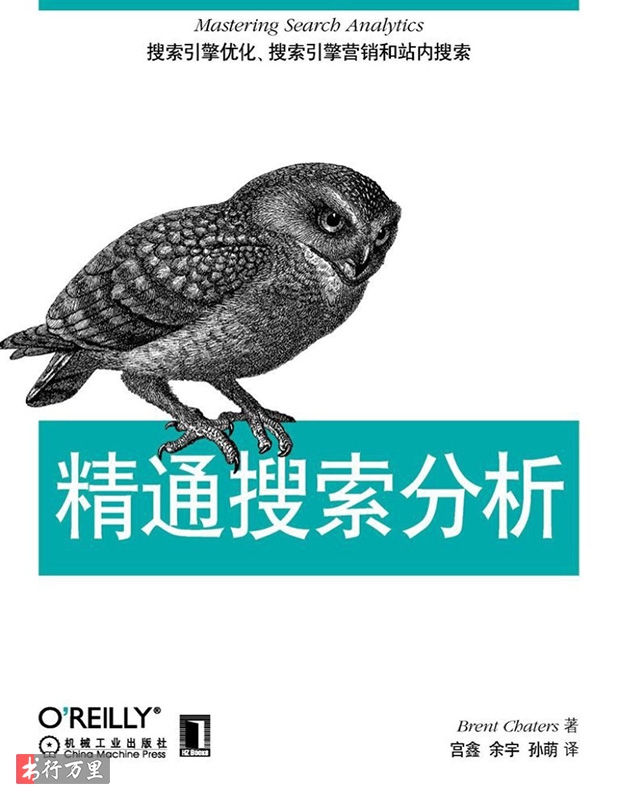 Mastering Search Analytics
搜索引擎优化、搜索引擎营销和站内搜索
精通搜索分析
O'REILLY®
机械工业出版社
China Machine Press
HZ Books
Brent Chaters 著
宫鑫 余宇 孙萌 译
书行万里